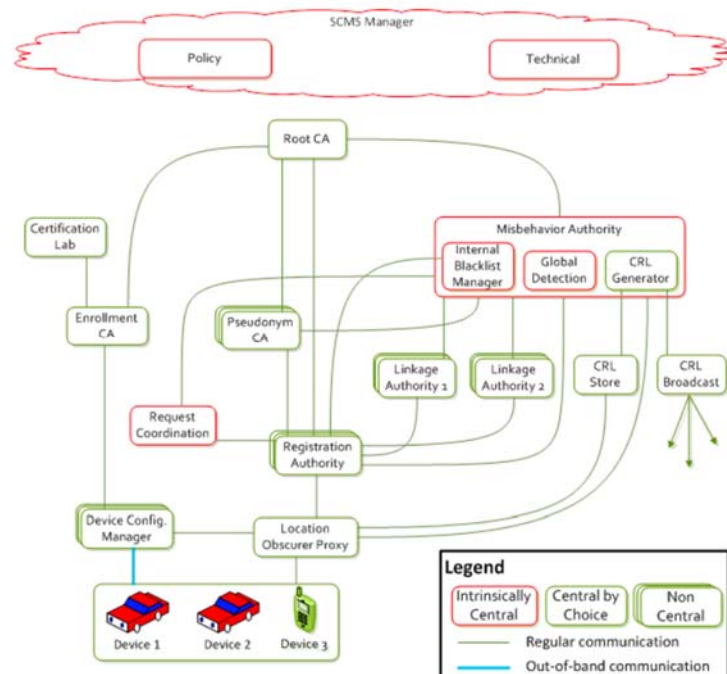 SCMS Manager
Policy
Technical
Root CA
Misbehavior Authority
Certification
Lab
Internal
Blacklist
Manager
Global
Detection
CRL
Generator
Enrollment
CA
Pseudonym
CA
Linkage
Authority 1
Linkage
Authority 2
CRL
Store
CRL
Broadcast
Request
Coordination
Registration
Authority
Device Config.
Manager
Location
Obscurer Proxy
Device 1
Device 2
Device 3
Legend
Intrinsically
Central
Central by
Choice
Non
Central
Regular communication
Out-of-band communication